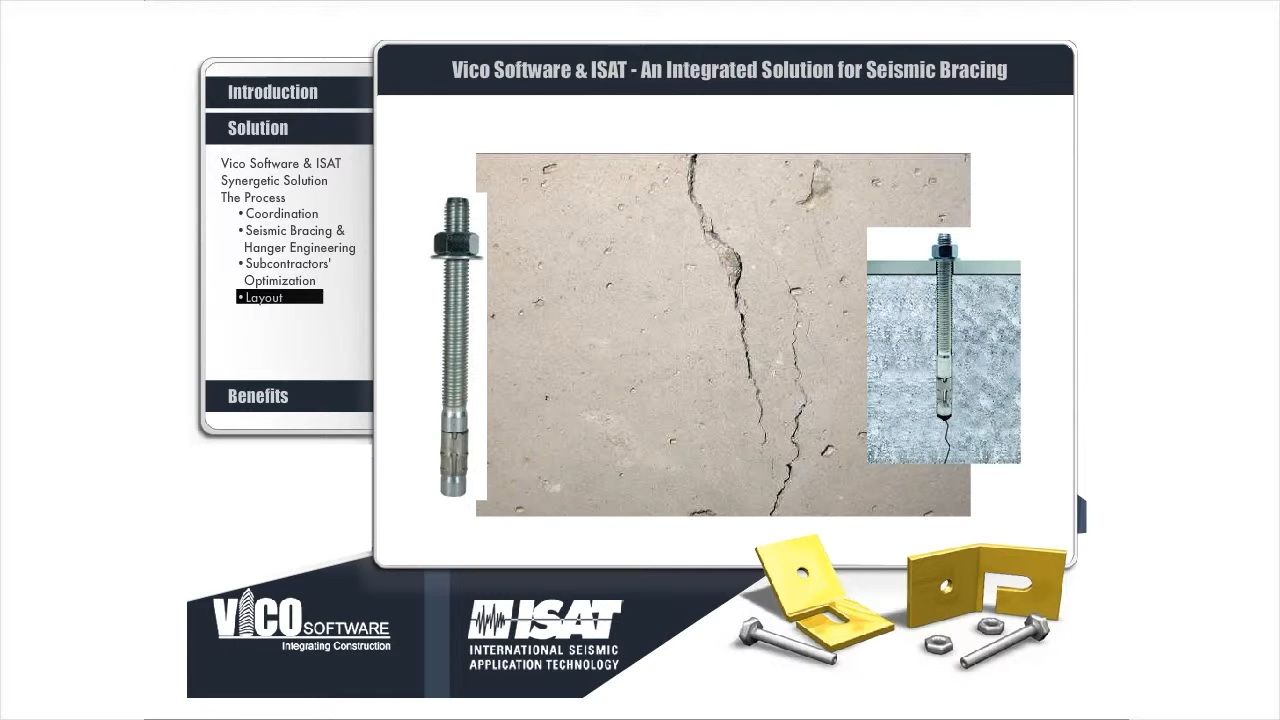 Vico Software & ISAT - An Integrated Solution for Seismic Bracing
Introduction
Solution
Vico Software & ISAT
Synergetic Solution
The Process
• Coordination
• Seismic Bracing &
Hanger Engineering
• Subcontractors'
Optimization
• Layout
Benefits
VICO SOFTWARE
Integrating Construction
ISAT
INTERNATIONAL SEISMIC
APPLICATION TECHNOLOGY